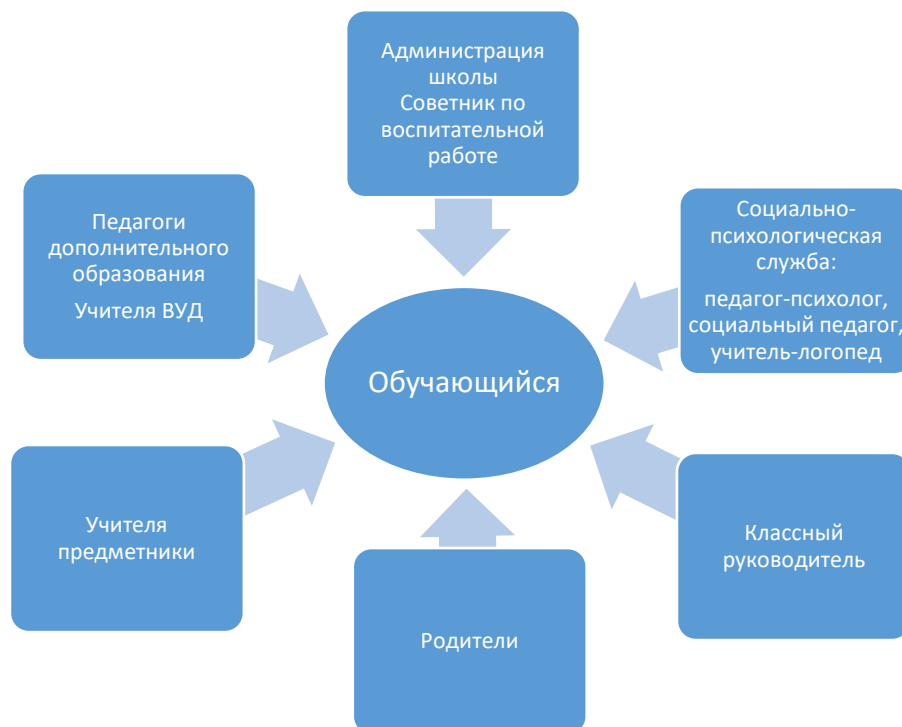 Администрация
школы
Советник по
воспитательной
работе
Педагоги
дополнительного
образования
Учителя ВУД
Социально-
психологическая
служба:
педагог-психолог,
социальный педагог,
учитель-логопед
Обучающийся
Учителя
предметники
Классный
руководитель
Родители